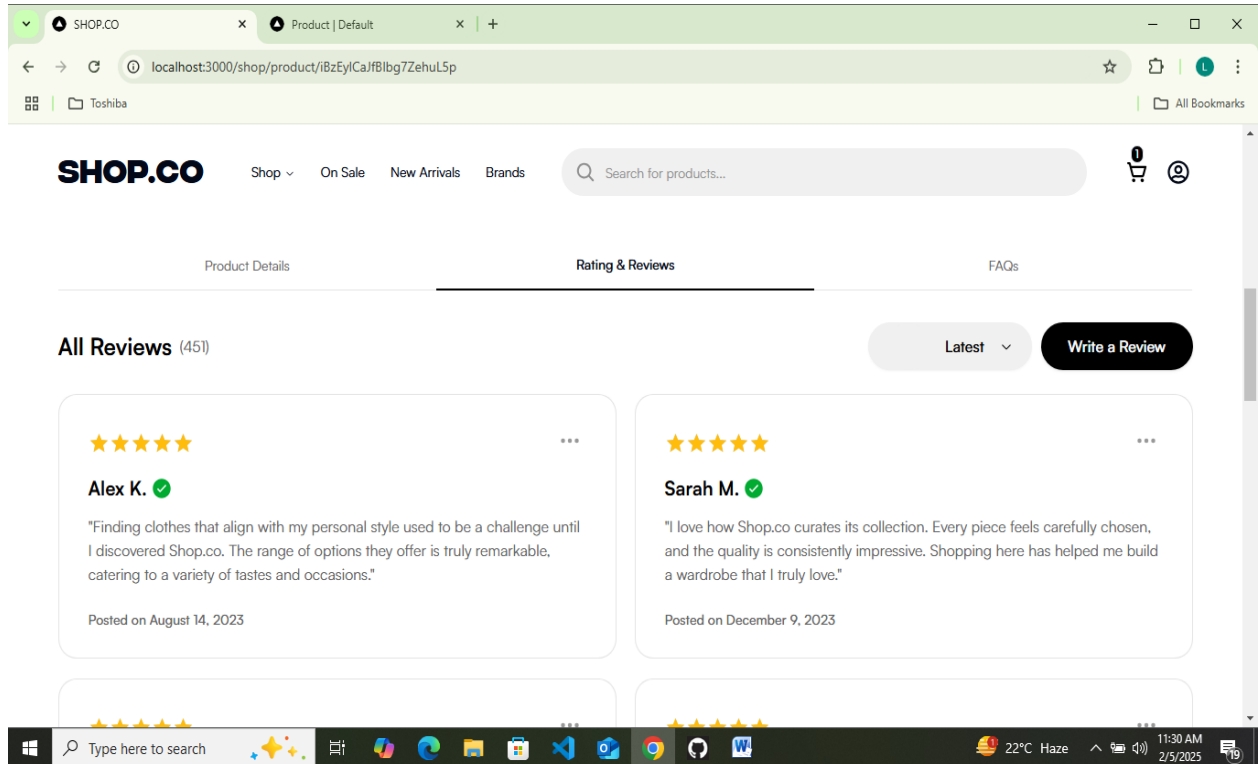 SHOP.CO
Product | Default
localhost:3000/shop/product/iBzEylCaJfBlbg7ZehuL5p
L
Toshiba
All Bookmarks
SHOP.CO
Shop
On Sale
New Arrivals
Brands
Search for products...
1
Product Details
Rating & Reviews
FAQs
All Reviews (451)
Latest
Write a Review
Alex K.
"Finding clothes that align with my personal style used to be a challenge until
I discovered Shop.co. The range of options they offer is truly remarkable,
catering to a variety of tastes and occasions."
Posted on August 14, 2023
Sarah M.
"I love how Shop.co curates its collection. Every piece feels carefully chosen,
and the quality is consistently impressive. Shopping here has helped me build
a wardrobe that I truly love."
Posted on December 9, 2023
Type here to search
22°C Haze
11:30 AM
2/5/2025
19